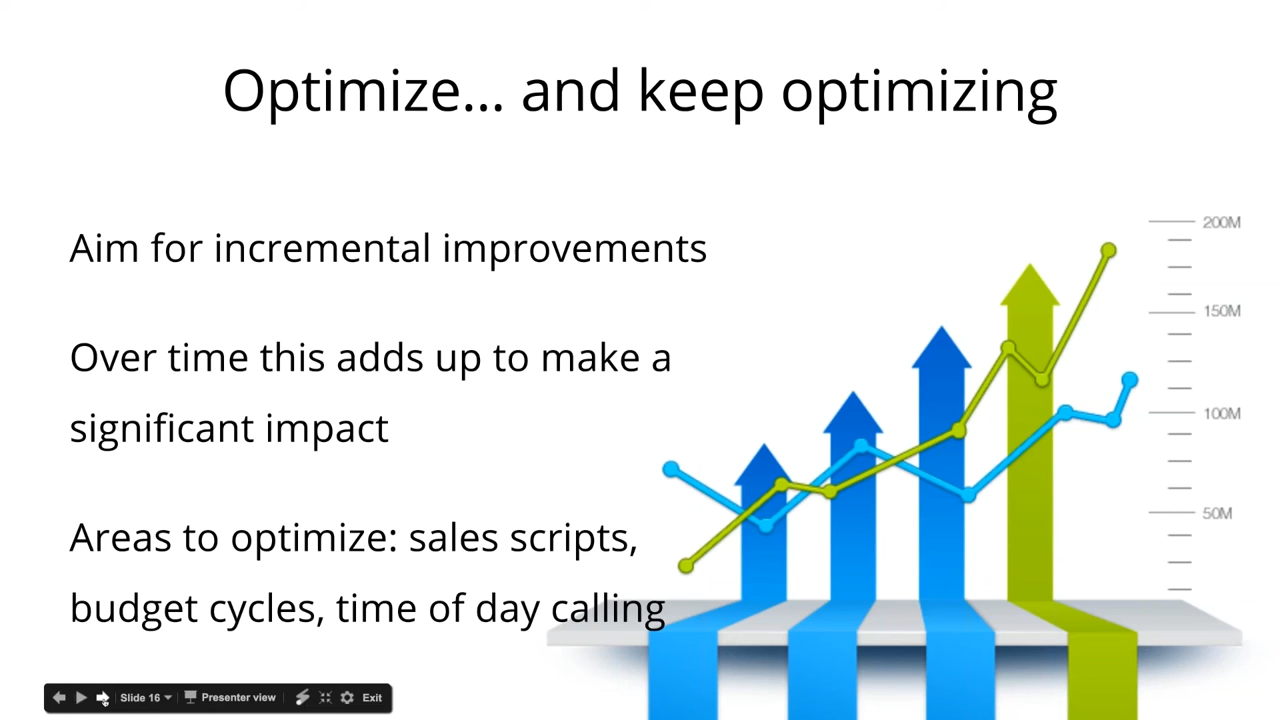 Optimize... and keep optimizing
Aim for incremental improvements
Over time this adds up to make a
significant impact
Areas to optimize: sales scripts,
budget cycles, time of day calling
200M
150M
100M
50M
Slide 16
Presenter view
Exit